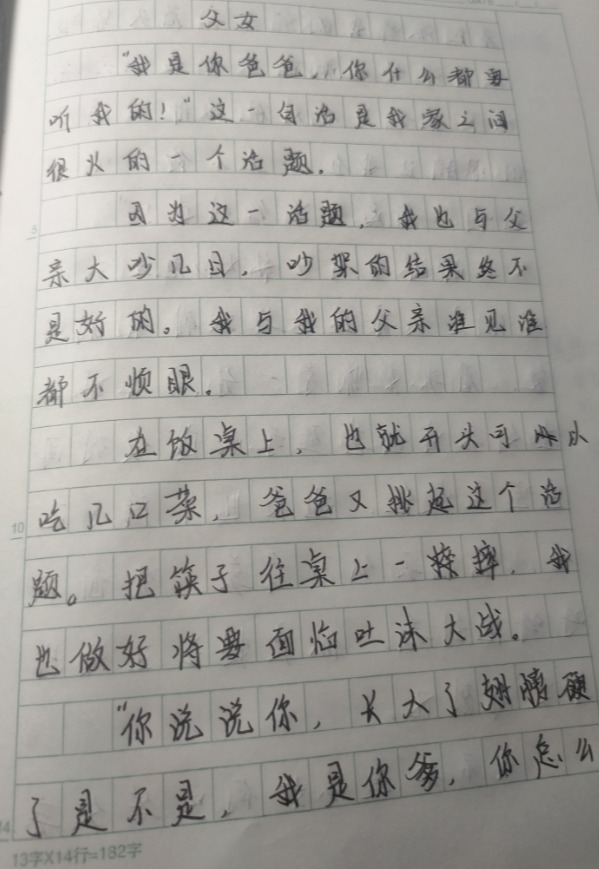 父女
“我是你爸爸，你什么都要
听我的！”这一句话是我家之间
很火的一个话题。
5
因为这一话题，我也与父
亲大吵几日，吵架的结果终不
是好的。我与我的父亲谁见谁
都不顺眼。
在饭桌上，也就开头可以
10
吃几口菜，爸爸又挑起这个话
题。把筷子往桌上一摔，我
也做好将要面临吐沫大战。
“你说说你，长大了翅膀硬
14
了是不是，我是你爹，你怎么
13字X14行=182字